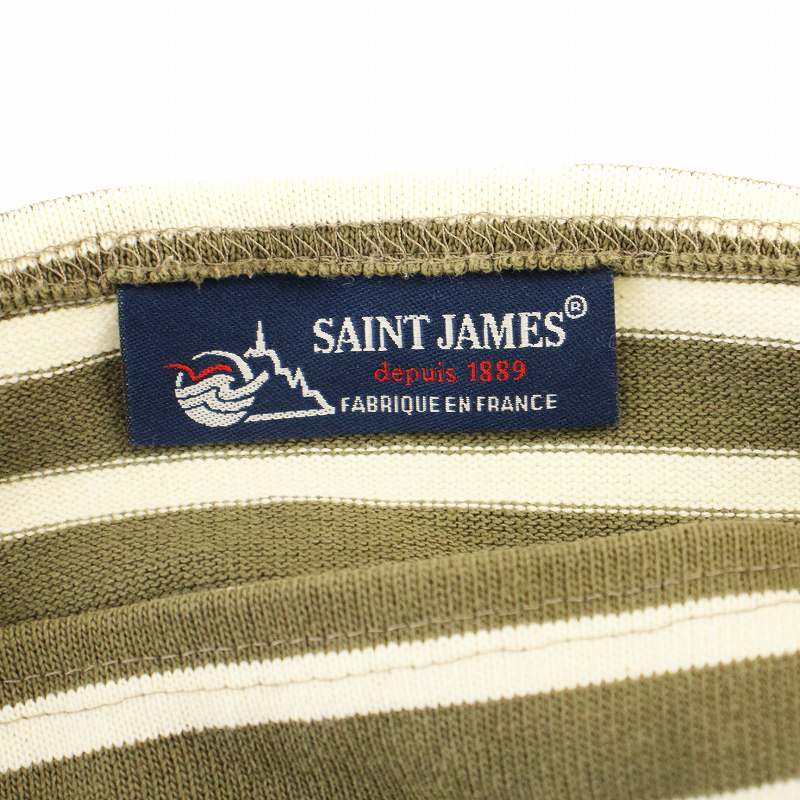 SAINT JAMES®
depuis 1889
FABRIQUE EN FRANCE